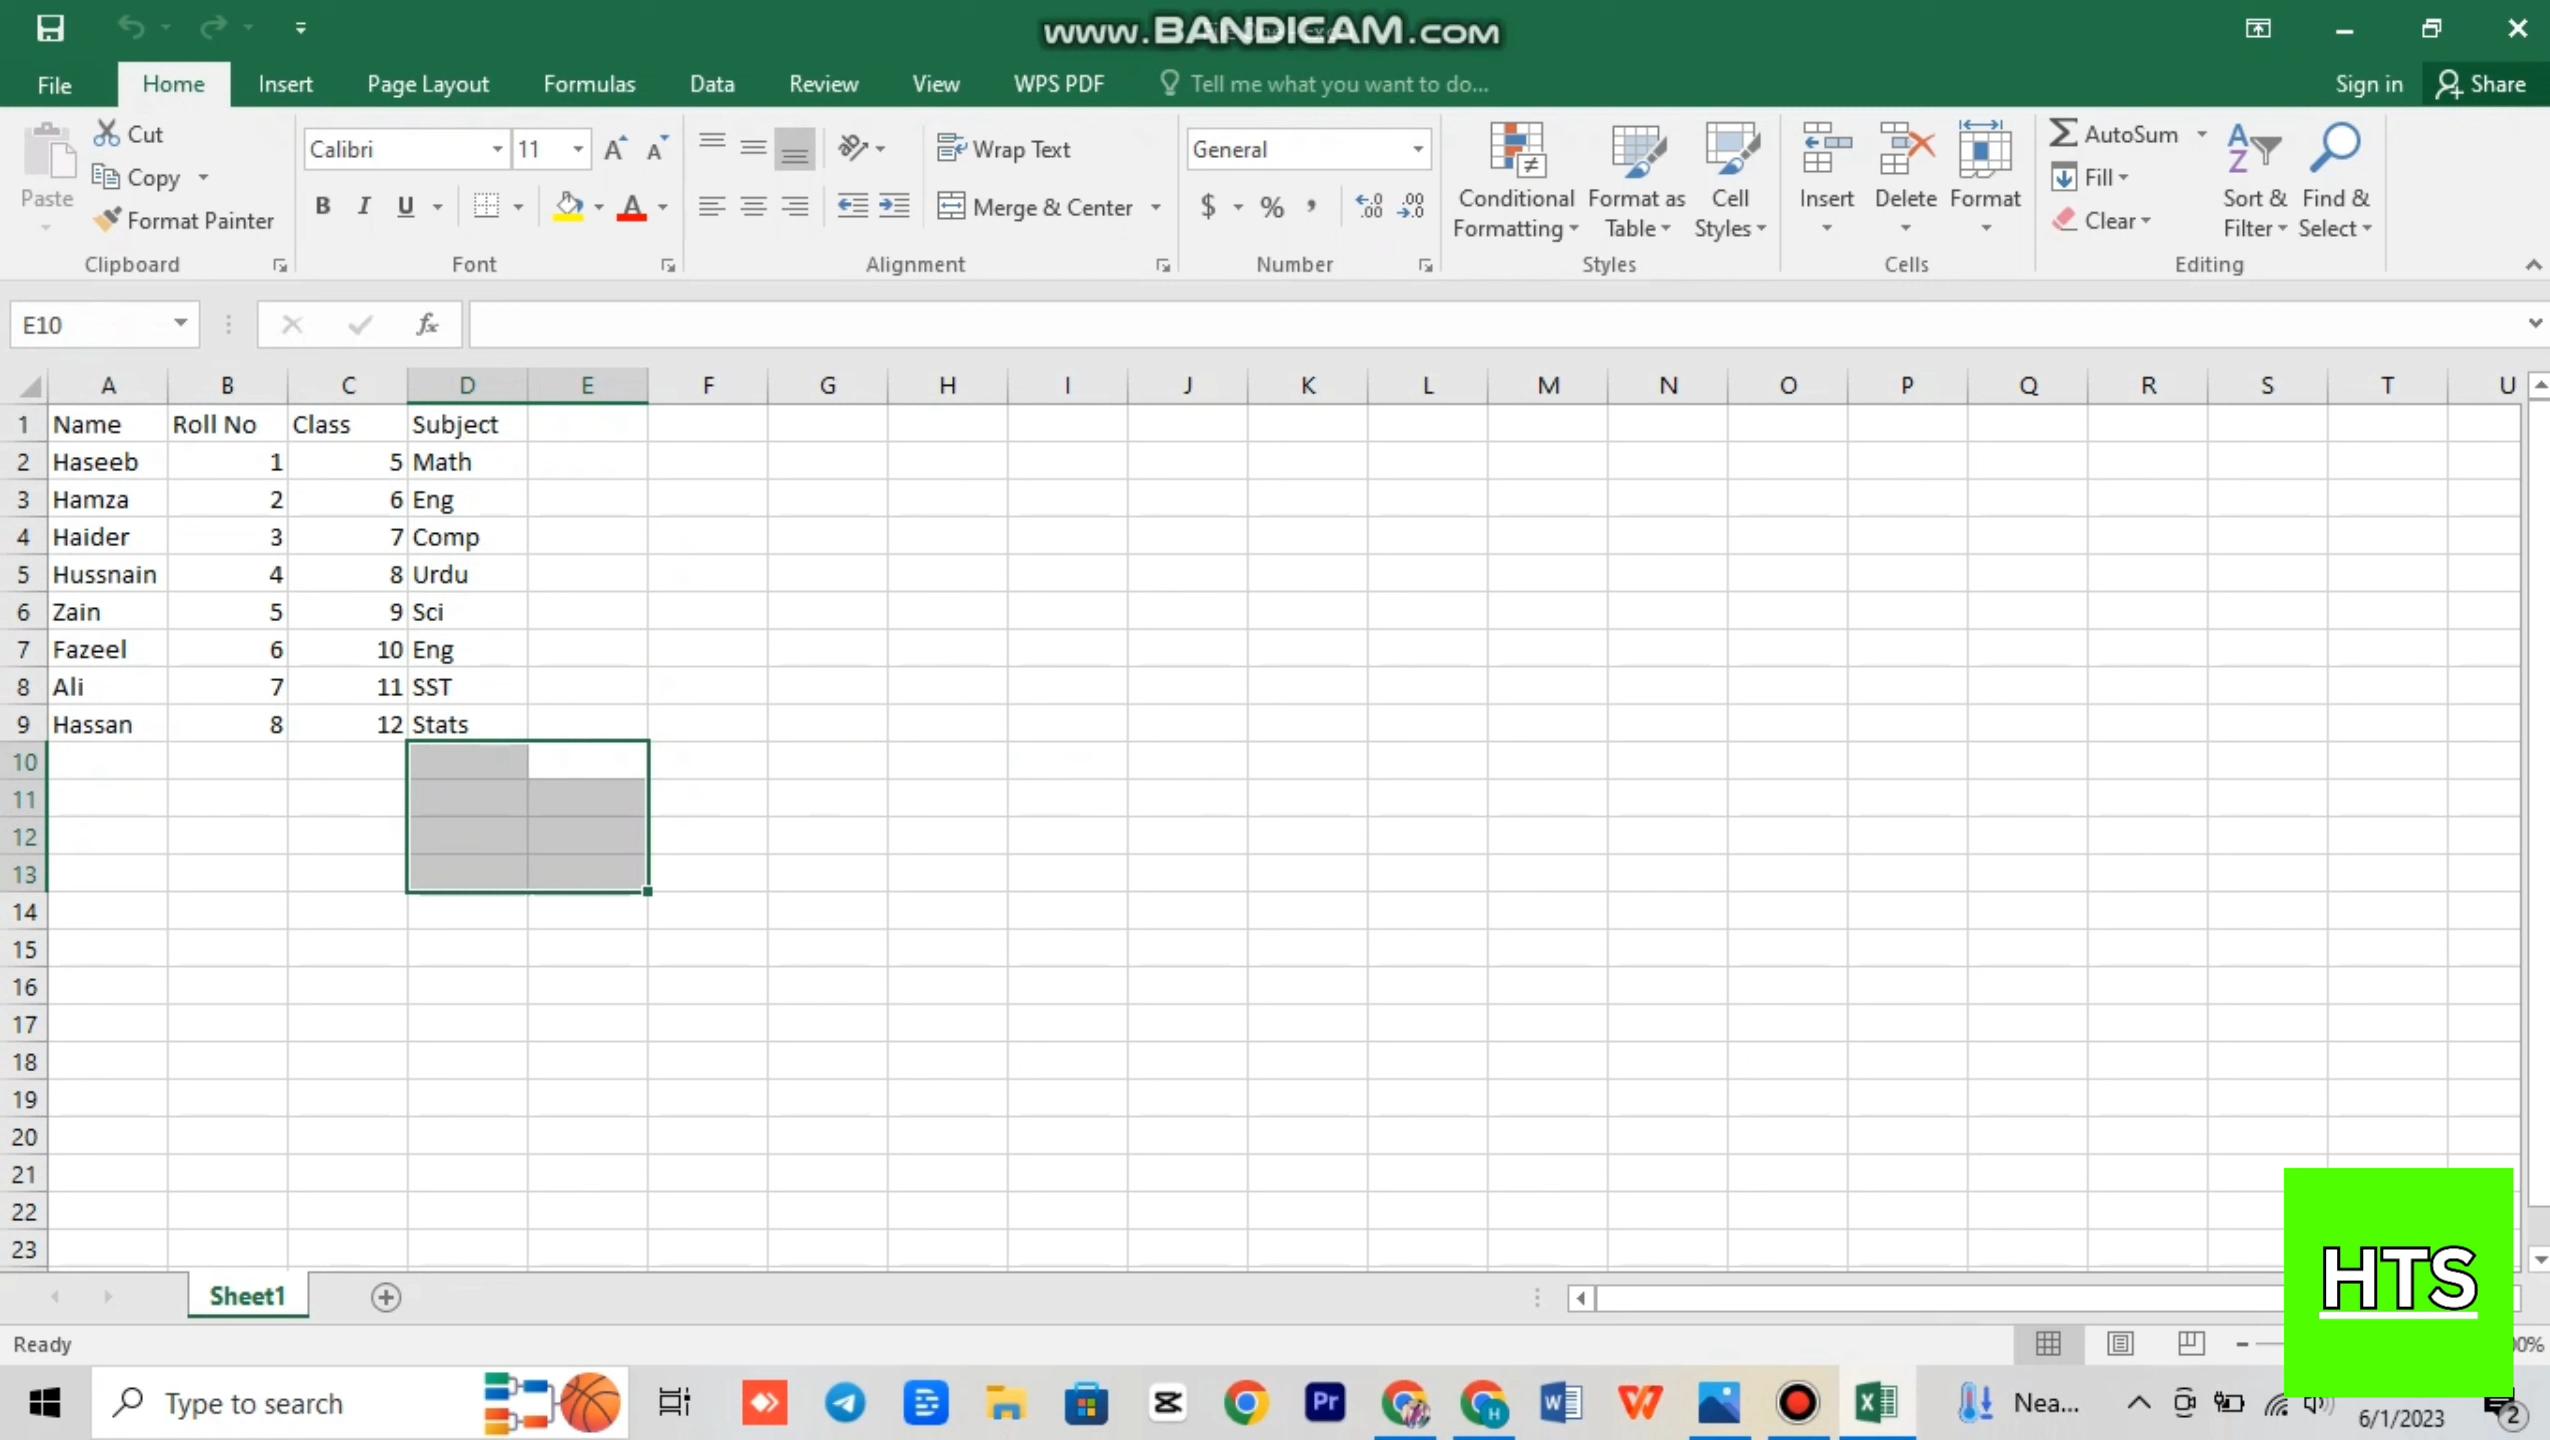 www.BANDICAM.com
File Home Insert Page Layout Formulas Data Review View WPS PDF Tell me what you want to do... Sign in Share
Paste
Cut
Copy
Format Painter
Clipboard
Calibri 11
B I U A
Font
Wrap Text
Merge & Center
Alignment
General
$ % , .00 .00
Number
Conditional Formatting
Format as Table
Cell Styles
Styles
Insert Delete Format
Cells
AutoSum
Fill
Clear
Sort & Filter
Find & Select
Editing
E10 fx
A B C D E F G H I J K L M N O P Q R S T U
1 Name Roll No Class Subject
2 Haseeb 1 5 Math
3 Hamza 2 6 Eng
4 Haider 3 7 Comp
5 Hussnain 4 8 Urdu
6 Zain 5 9 Sci
7 Fazeel 6 10 Eng
8 Ali 7 11 SST
9 Hassan 8 12 Stats
10
11
12
13
14
15
16
17
18
19
20
21
22
23
HTS
Sheet1
Ready
Type to search Pr H Nea... 6/1/2023 2